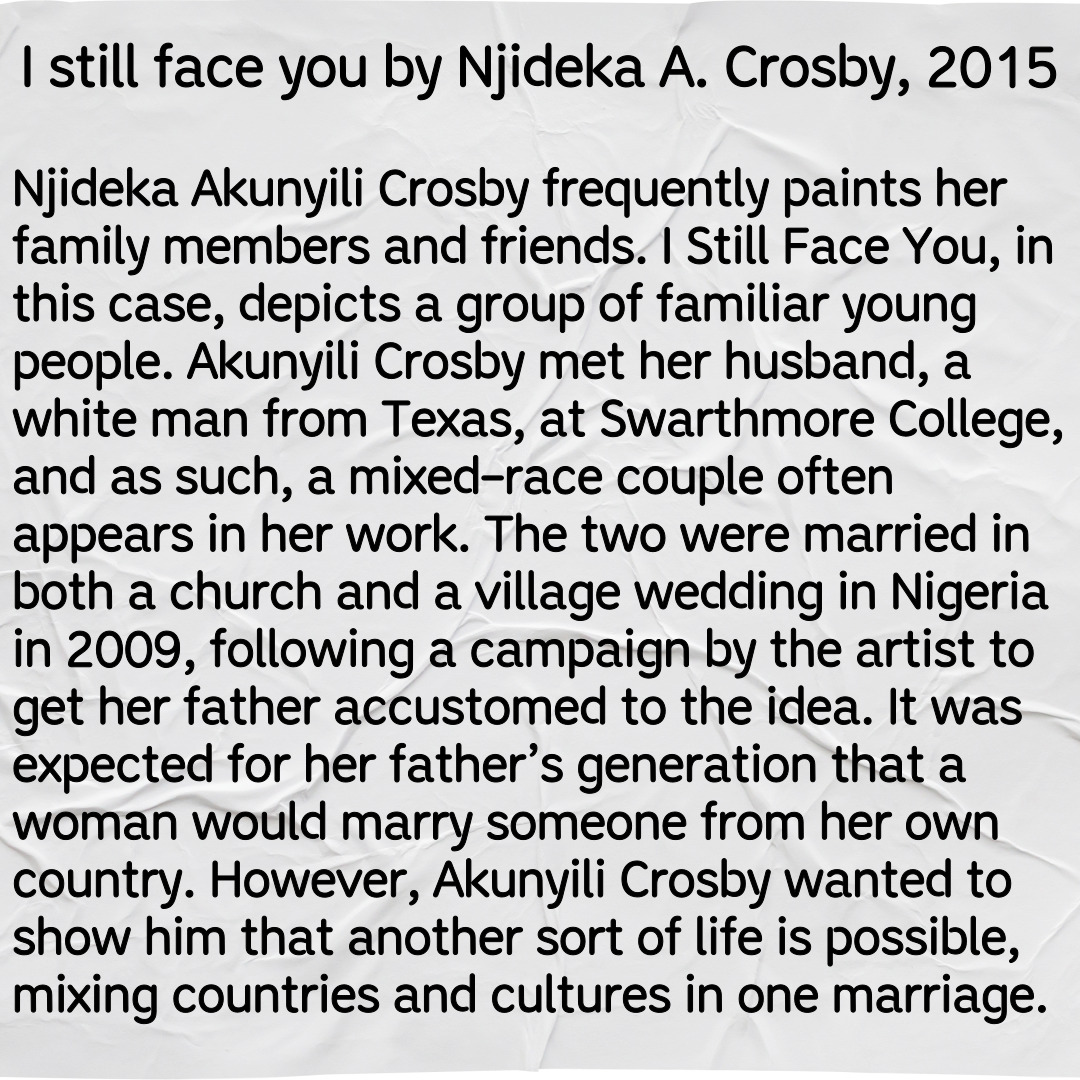 I still face you by Njideka A. Crosby, 2015
Njideka Akunyili Crosby frequently paints her
family members and friends. I Still Face You, in
this case, depicts a group of familiar young
people. Akunyili Crosby met her husband, a
white man from Texas, at Swarthmore College,
and as such, a mixed-race couple often
appears in her work. The two were married in
both a church and a village wedding in Nigeria
in 2009, following a campaign by the artist to
get her father accustomed to the idea. It was
expected for her father’s generation that a
woman would marry someone from her own
country. However, Akunyili Crosby wanted to
show him that another sort of life is possible,
mixing countries and cultures in one marriage.